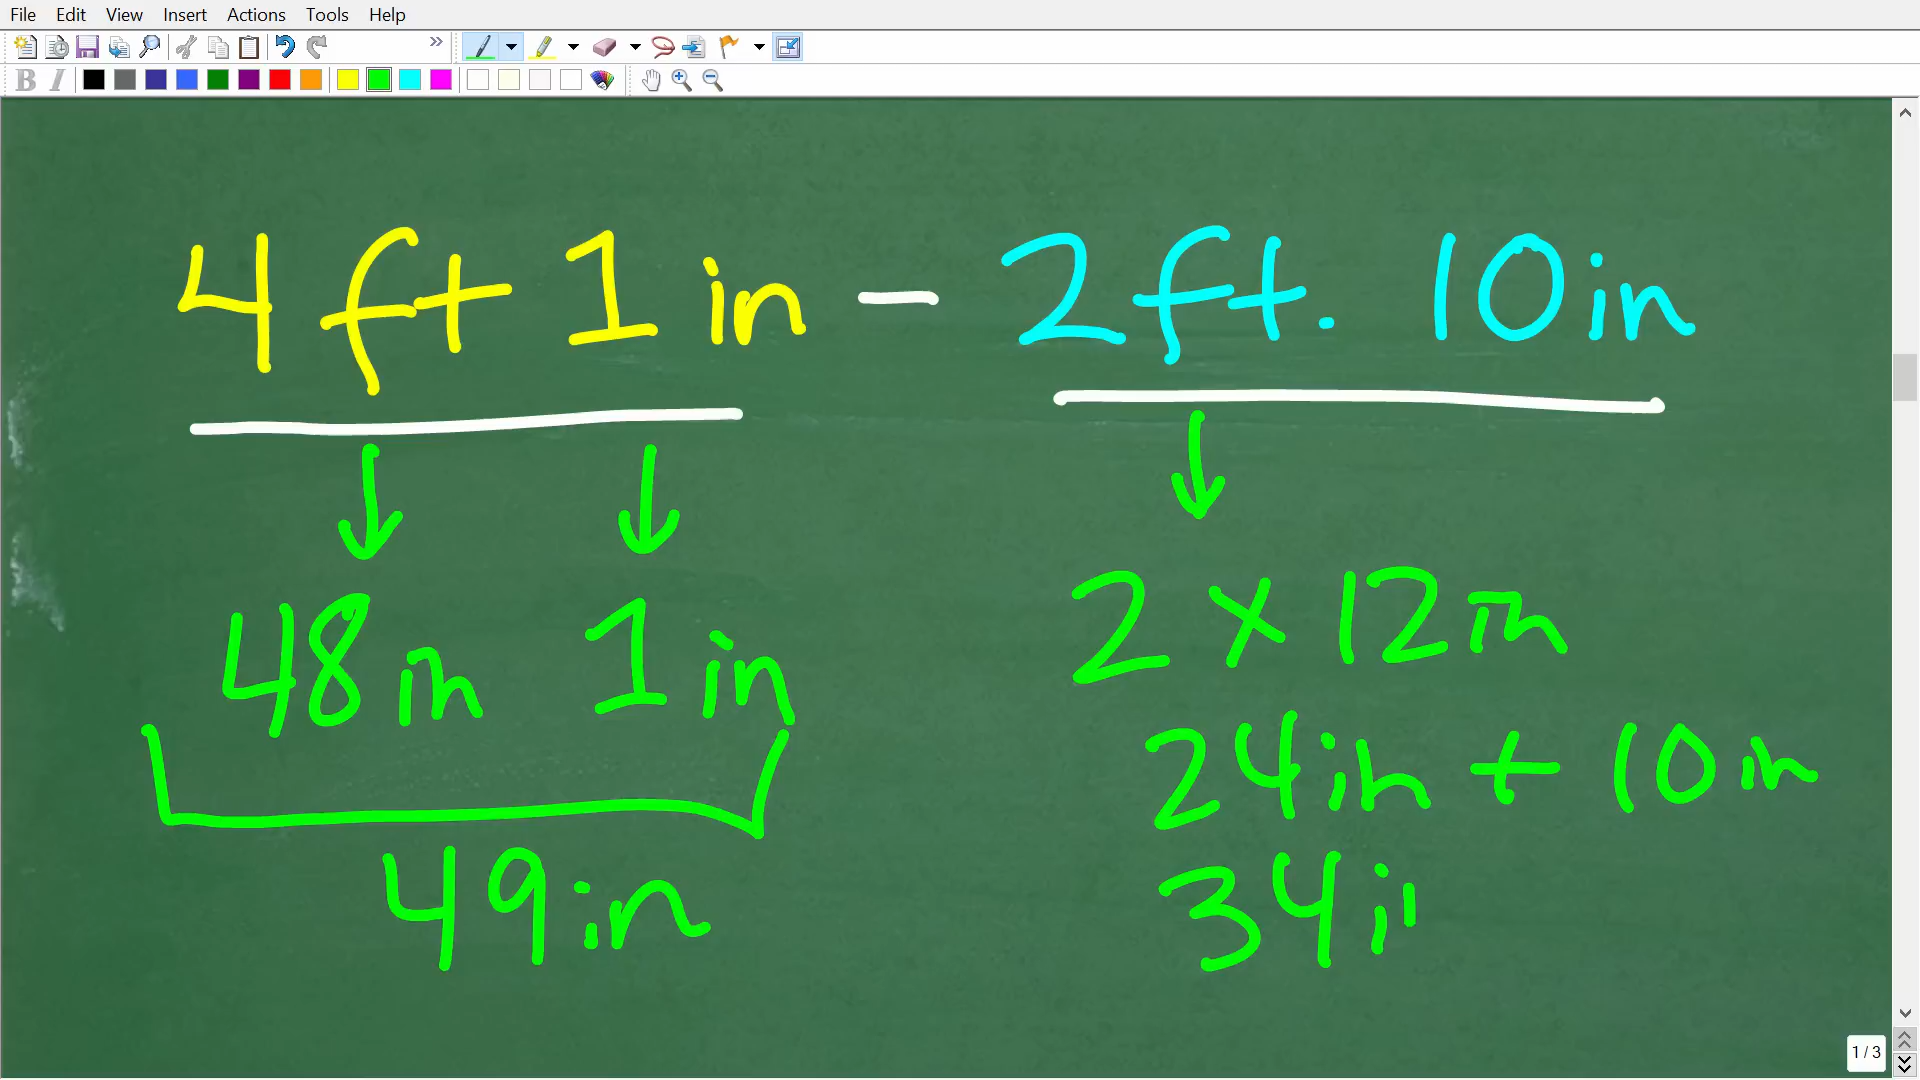 File Edit View Insert Actions Tools Help
B I
4 ft 1 in - 2 ft. 10 in
48 in 1 in 2 x 12 in
24 in + 10 in
49 in 34 i
1 / 3